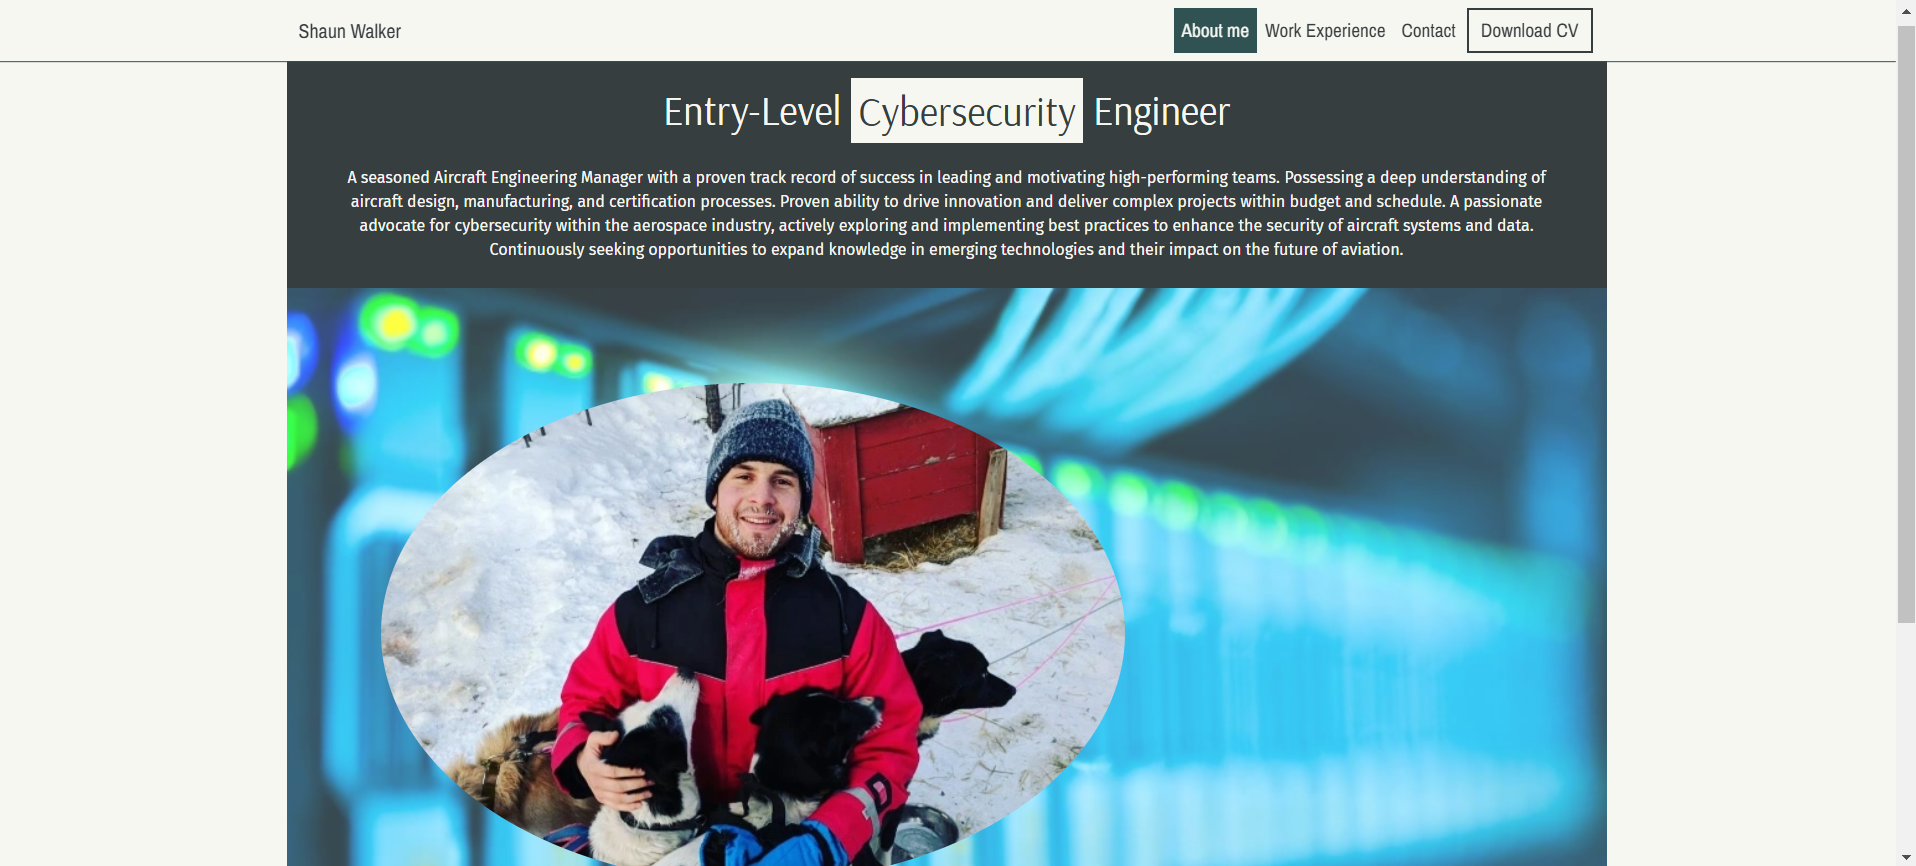 Shaun Walker
About me Work Experience Contact Download CV
Entry-Level Cybersecurity Engineer
A seasoned Aircraft Engineering Manager with a proven track record of success in leading and motivating high-performing teams. Possessing a deep understanding of
aircraft design, manufacturing, and certification processes. Proven ability to drive innovation and deliver complex projects within budget and schedule. A passionate
advocate for cybersecurity within the aerospace industry, actively exploring and implementing best practices to enhance the security of aircraft systems and data.
Continuously seeking opportunities to expand knowledge in emerging technologies and their impact on the future of aviation.